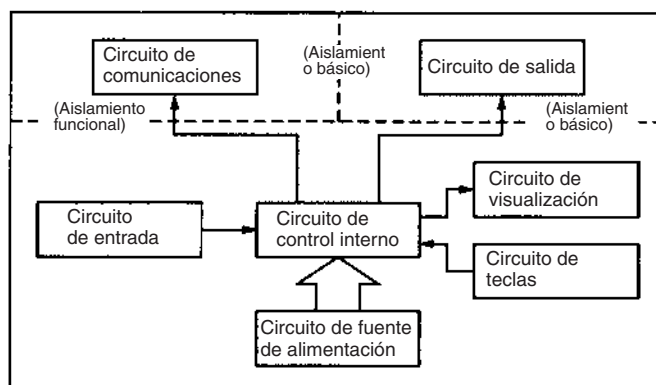 Circuito de
comunicaciones
(Aislamient
o básico)
Circuito de salida
(Aislamiento
funcional)
(Aislamient
o básico)
Circuito
de entrada
Circuito de
control interno
Circuito de
visualización
Circuito de
teclas
Circuito de fuente
de alimentación